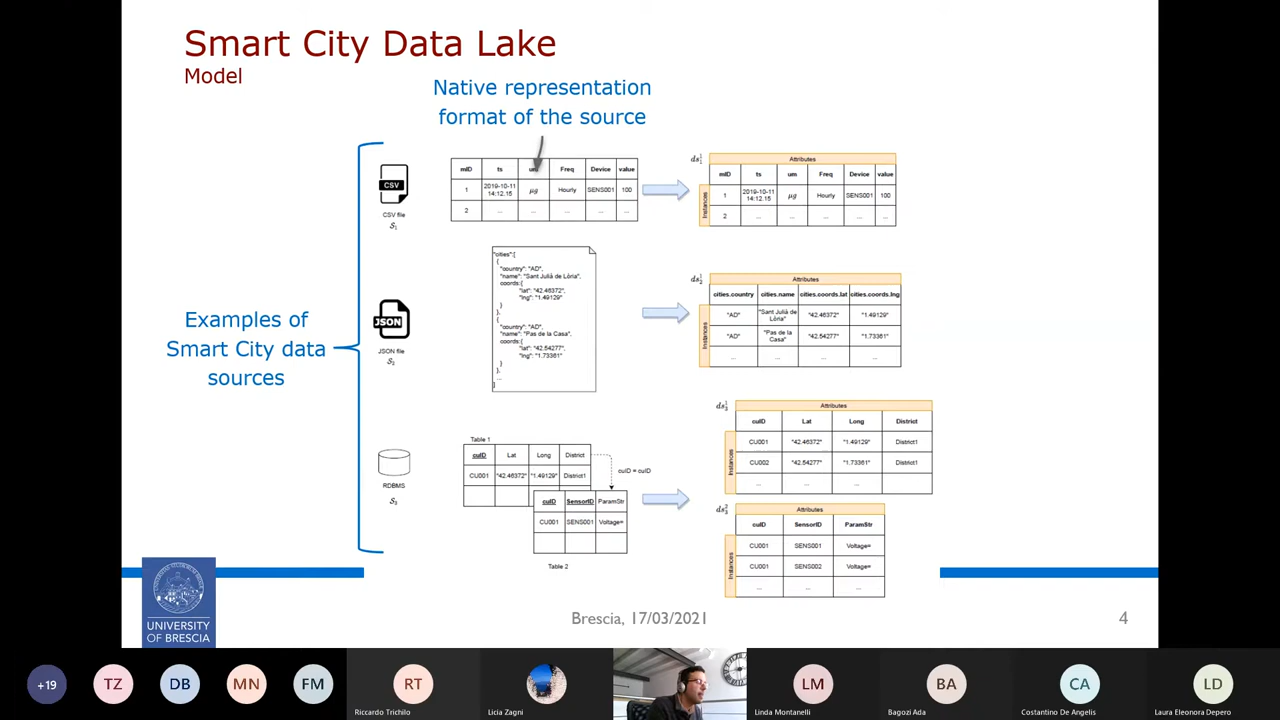 Smart City Data Lake
Model
Native representation
format of the source
Examples of
Smart City data
sources
CSV
CSV file
S1
mID ts um Freq Device value
1 2019-10-11 14:12.15 µg Hourly SENS001 100
2 ... ... ... ... ...
ds11
Attributes
Instances
mID ts um Freq Device value
1 2019-10-11 14:12.15 µg Hourly SENS001 100
2 ... ... ... ... ...
JSON
JSON file
S2
"cities":[
{
"country": "AD",
"name": "Sant Julià de Lòria",
coords:{
"lat": "42.46372",
"lng": "1.49129"
}
},
{
"country": "AD",
"name": "Pas de la Casa",
coords:{
"lat": "42.54277",
"lng": "1.73361"
}
},
...
]
ds12
Attributes
Instances
cities.country cities.name cities.coords.lat cities.coords.lng
"AD" "Sant Julià de Lòria" "42.46372" "1.49129"
"AD" "Pas de la Casa" "42.54277" "1.73361"
... ... ... ...
RDBMS
S3
Table 1
cuID Lat Long District
CU001 "42.46372" "1.49129" District1
cuID = cuID
cuID SensorID ParamStr
CU001 SENS001 Voltage=
Table 2
ds13
Attributes
Instances
cuID Lat Long District
CU001 "42.46372" "1.49129" District1
CU002 "42.54277" "1.73361" District1
... ... ...
ds23
Attributes
Instances
cuID SensorID ParamStr
CU001 SENS001 Voltage=
CU001 SENS002 Voltage=
... ... ...
UNIVERSITY
OF BRESCIA
Brescia, 17/03/2021
4
+19
TZ
DB
MN
FM
RT
Riccardo Trichilo
Licia Zagni
LM
Linda Montanelli
BA
Bagozi Ada
CA
Costantino De Angelis
LD
Laura Eleonora Depero